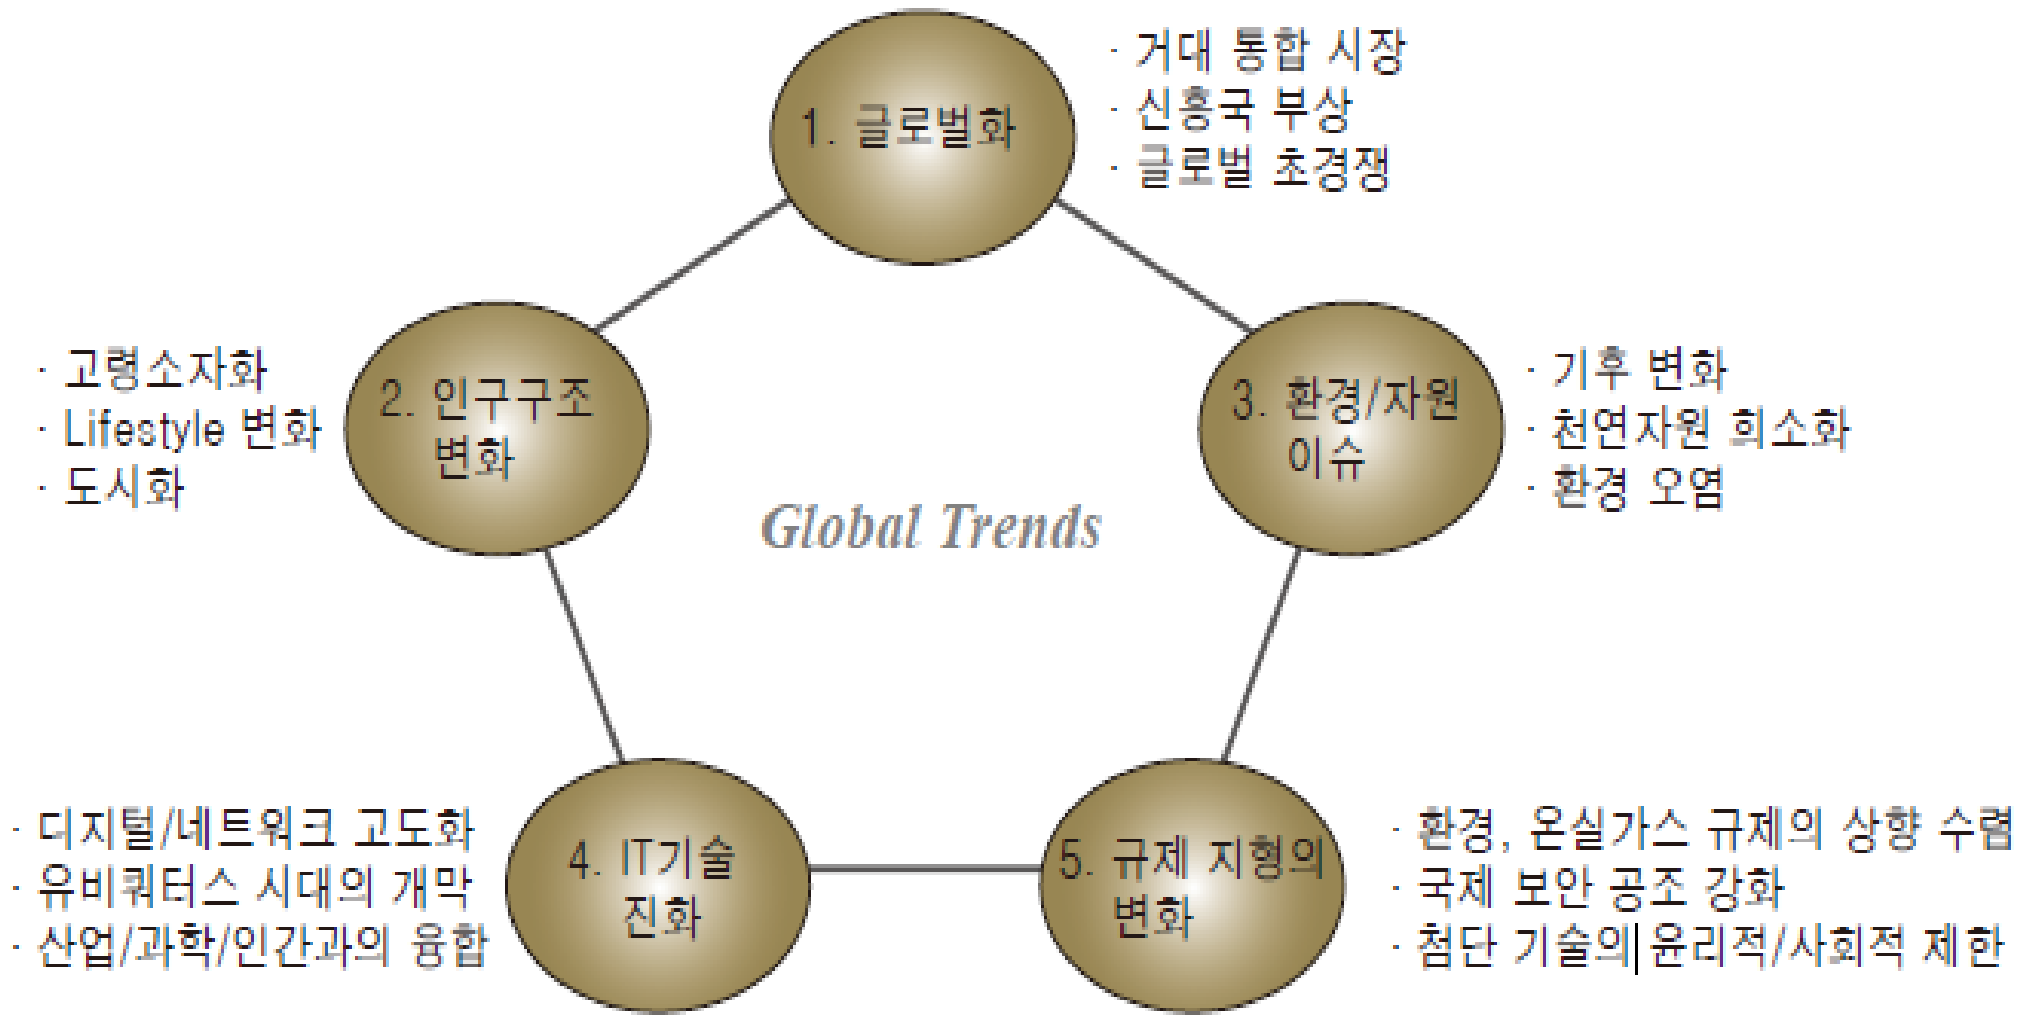 1. 글로벌화
· 거대 통합 시장
· 신흥국 부상
· 글로벌 초경쟁
· 고령소자화
· Lifestyle 변화
· 도시화
2. 인구구조
변화
3. 환경/자원
이슈
· 기후 변화
· 천연자원 희소화
· 환경 오염
Global Trends
· 디지털/네트워크 고도화
· 유비쿼터스 시대의 개막
· 산업/과학/인간과의 융합
4. IT기술
진화
5. 규제 지형의
변화
· 환경, 온실가스 규제의 상향 수렴
· 국제 보안 공조 강화
· 첨단 기술의 윤리적/사회적 제한